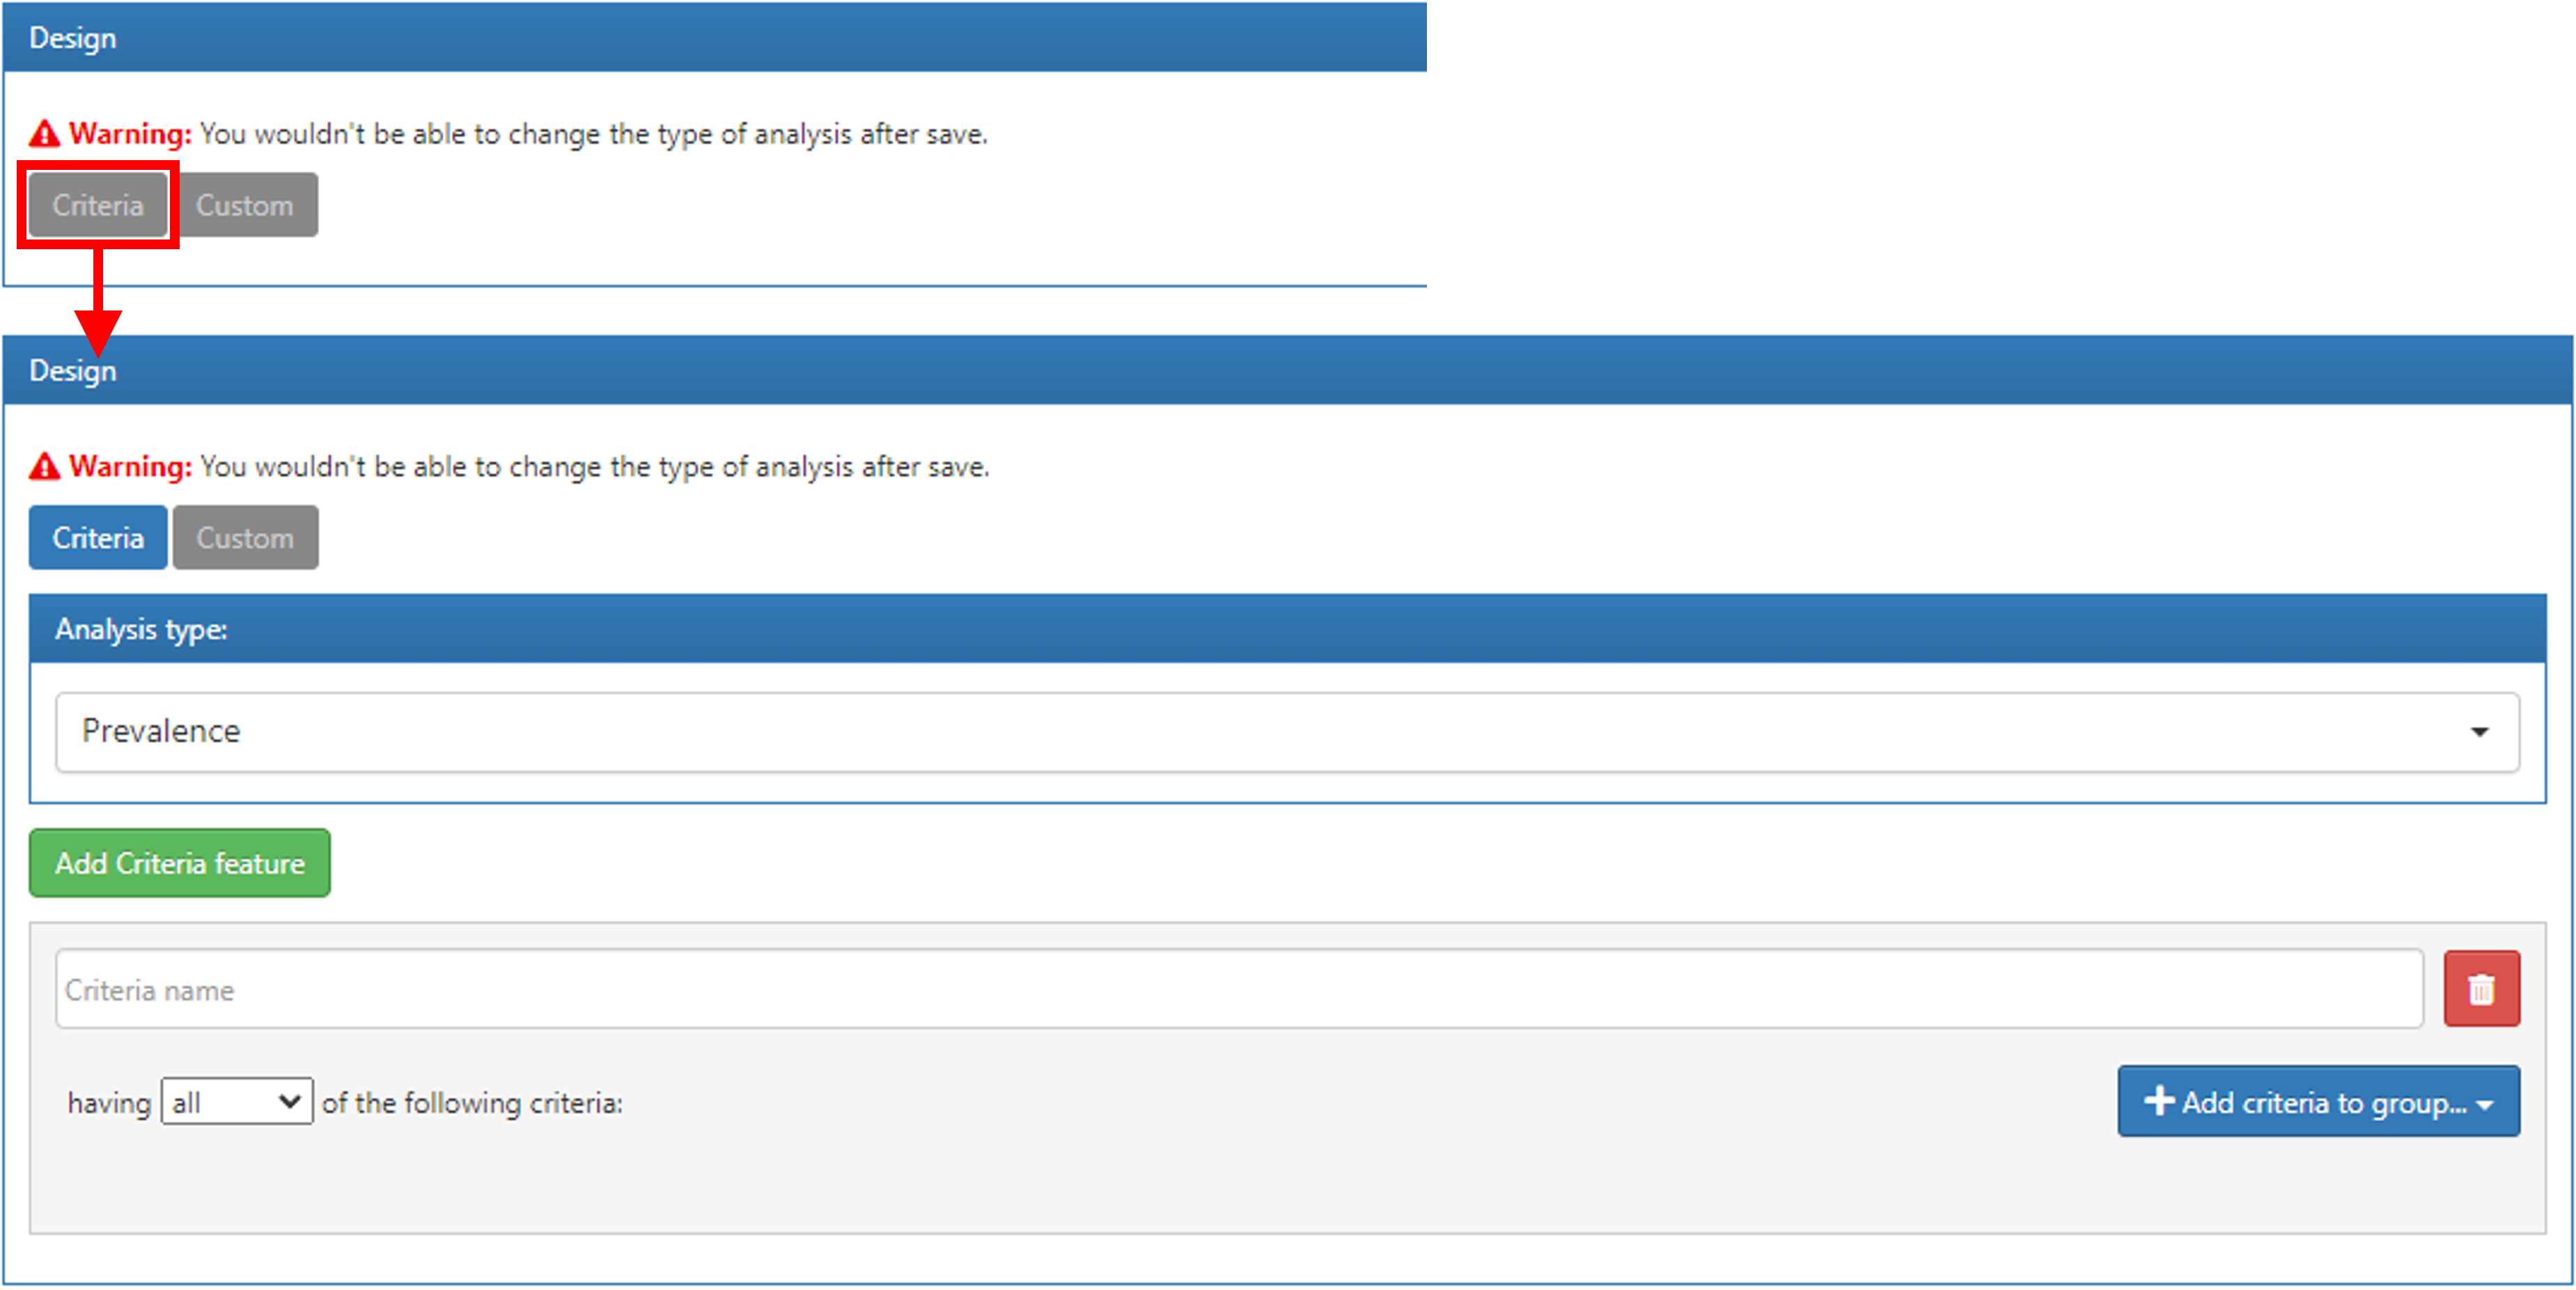 Design
Warning: You wouldn't be able to change the type of analysis after save.
Criteria Custom
Design
Warning: You wouldn't be able to change the type of analysis after save.
Criteria Custom
Analysis type:
Prevalence
Add Criteria feature
Criteria name
having all of the following criteria: Add criteria to group...